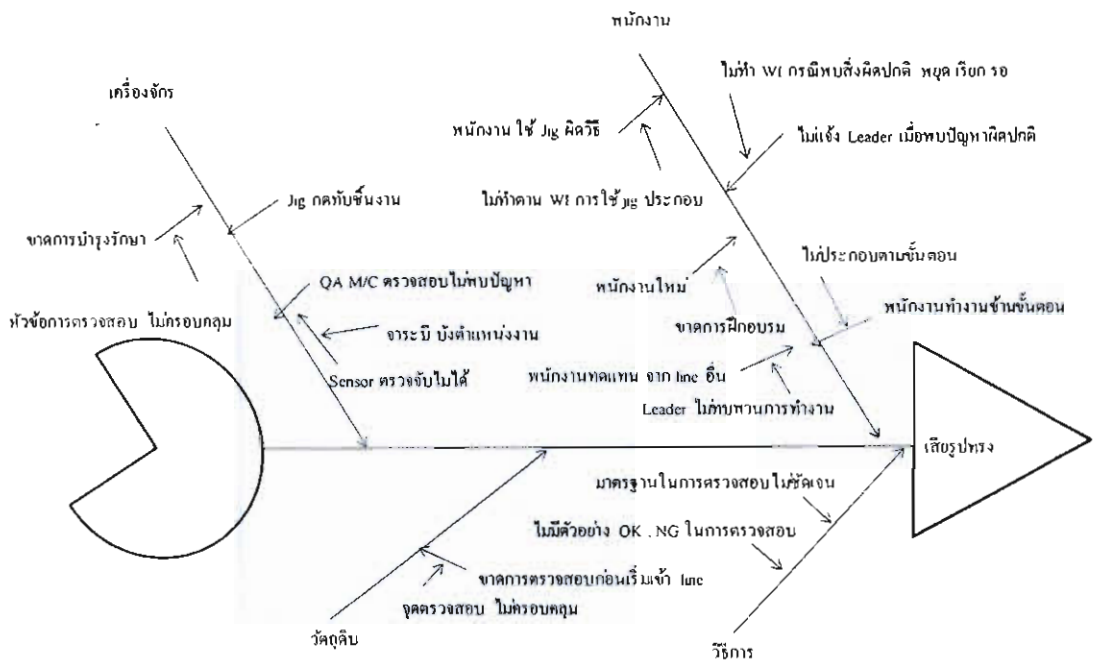 พนักงาน
ไม่ทำ WI กรณีพบสิ่งผิดปกติ หยุด เรียก รอ
เครื่องจักร
พนักงาน ใช้ Jig ผิดวิธี
ไม่แจ้ง Leader เมื่อพบปัญหาผิดปกติ
Jig กดทับชิ้นงาน
ไม่ทำตาม WI การใช้ Jig ประกอบ
ขาดการบำรุงรักษา
ไม่ประกอบตามขั้นตอน
QA M/C ตรวจสอบไม่พบปัญหา
พนักงานใหม่
พนักงานทำงานข้ามขั้นตอน
หัวข้อการตรวจสอบ ไม่ครอบคลุม
จาระบี บังตำแหน่งงาน
ขาดการฝึกอบรม
Sensor ตรวจจับไม่ได้
พนักงานทดแทน จาก line อื่น
Leader ไม่ทบทวนการทำงาน
เสียรูปทรง
มาตรฐานในการตรวจสอบ ไม่ชัดเจน
ไม่มีตัวอย่าง OK . NG ในการตรวจสอบ
ขาดการตรวจสอบก่อนเริ่มเข้า line
จุดตรวจสอบ ไม่ครอบคลุม
วัตถุดิบ
วิธีการ